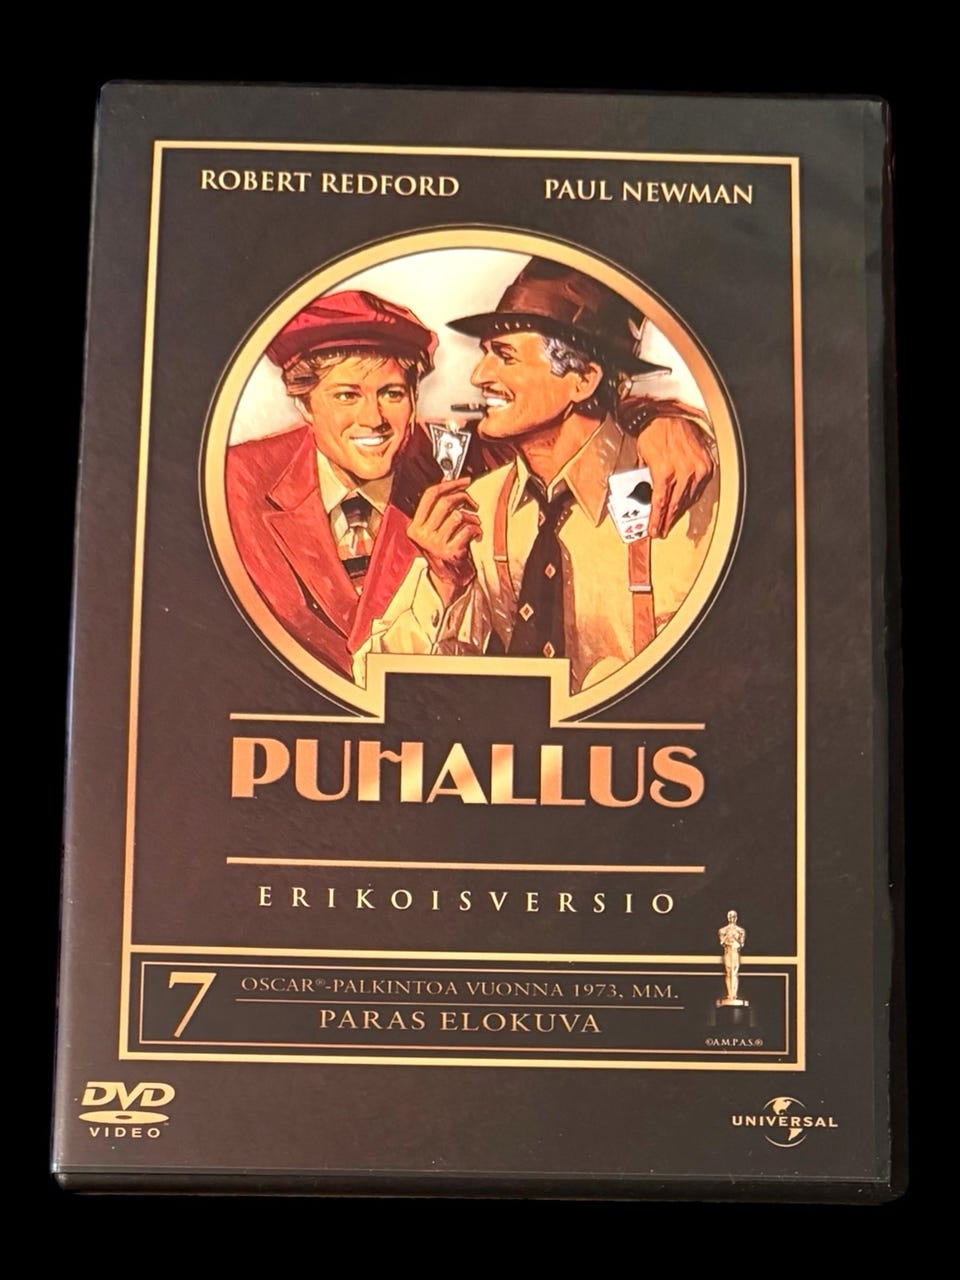 ROBERT REDFORD PAUL NEWMAN
PUHALLUS
ERIKOISVERSIO
7 OSCAR®-PALKINTOA VUONNA 1973, MM.
PARAS ELOKUVA
©A.M.P.A.S.®
DVD
VIDEO
UNIVERSAL